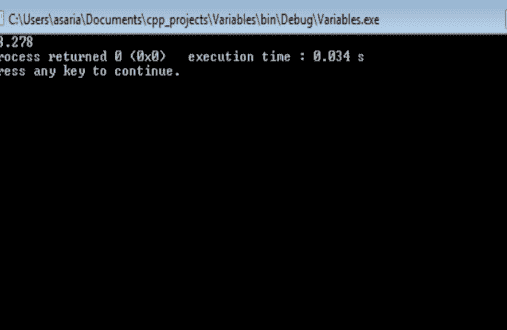 C:\Users\asaria\Documents\cpp_projects\Variables\bin\Debug\Variables.exe
3.278
rocess returned 0 (0x0)   execution time : 0.034 s
ress any key to continue.